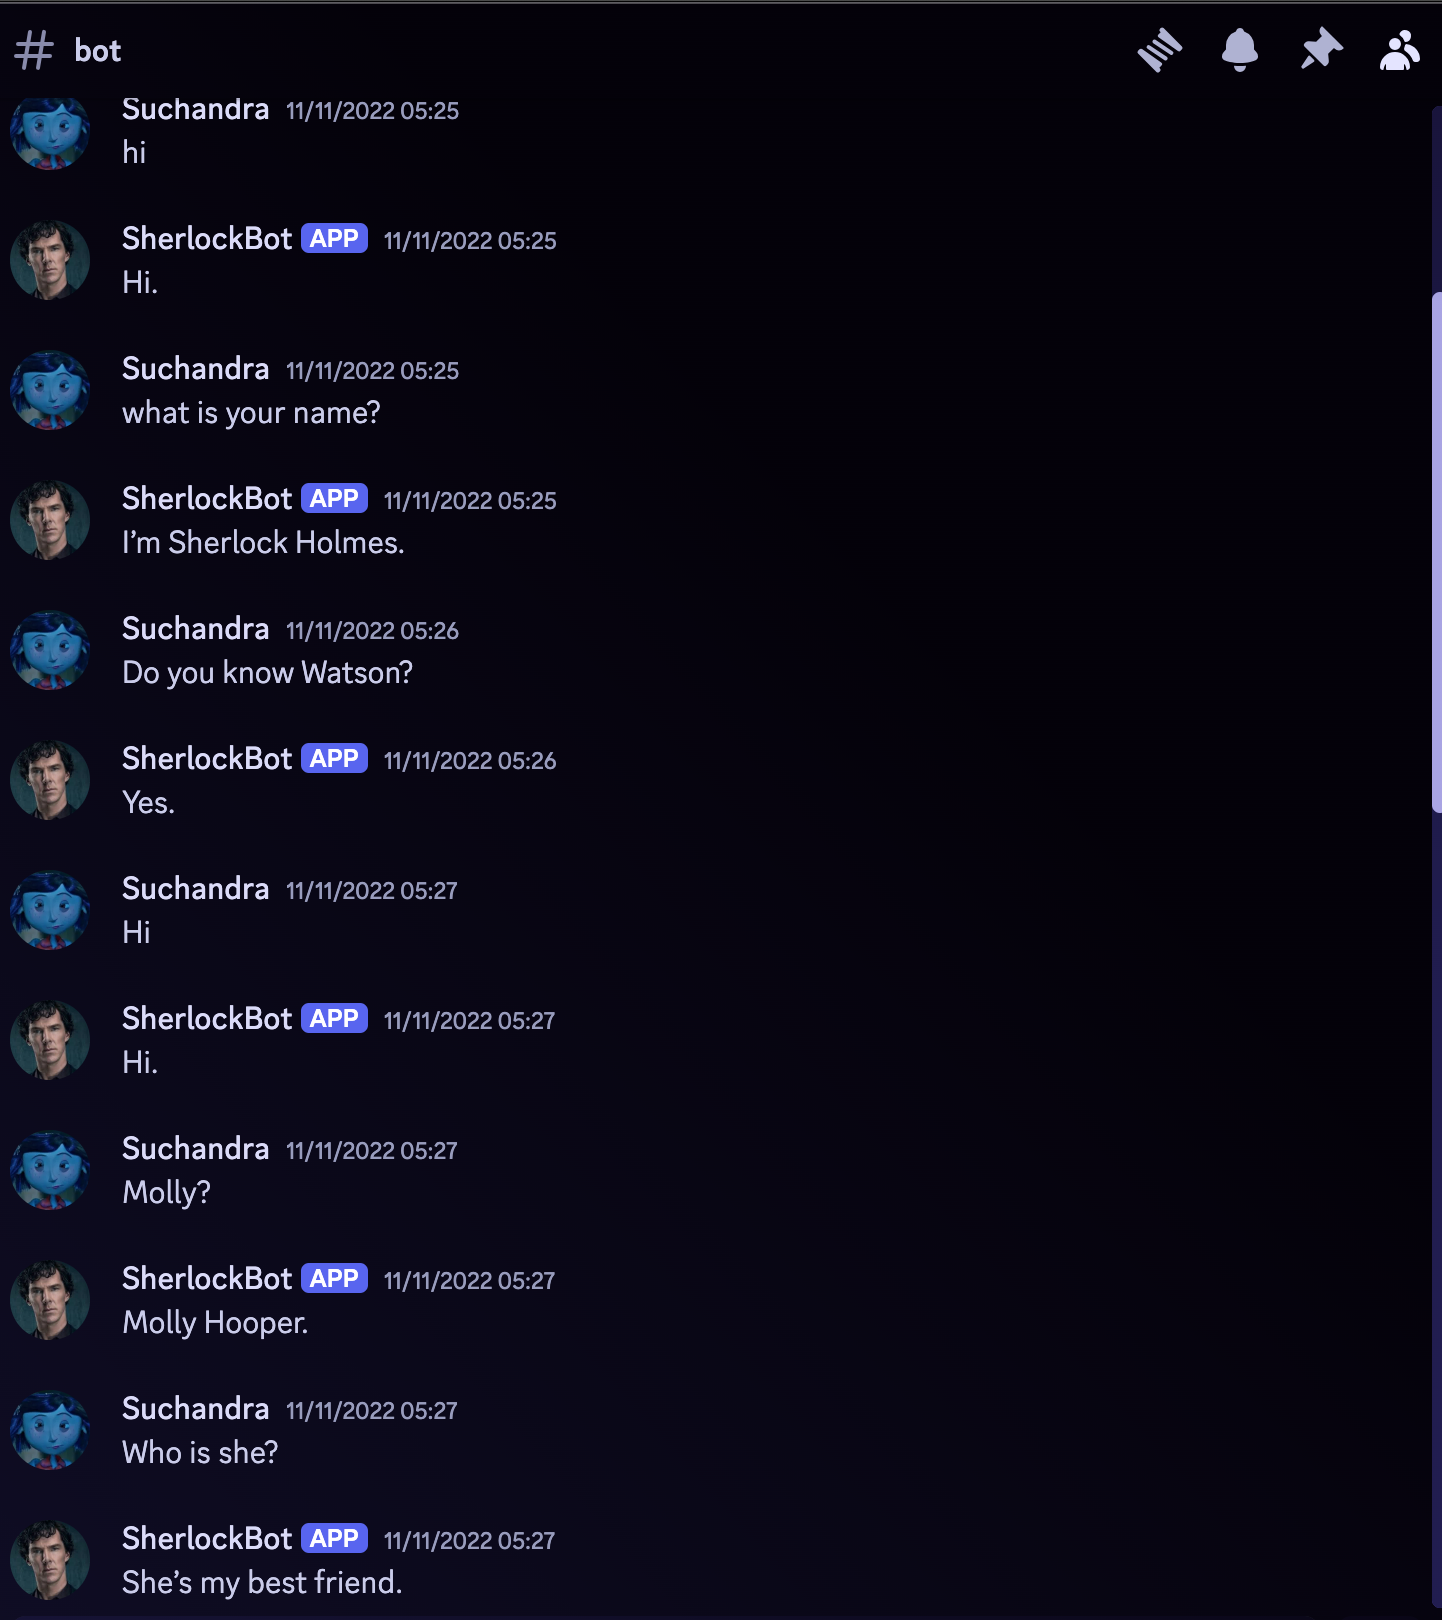 bot
Suchandra 11/11/2022 05:25
hi
SherlockBot APP 11/11/2022 05:25
Hi.
Suchandra 11/11/2022 05:25
what is your name?
SherlockBot APP 11/11/2022 05:25
I’m Sherlock Holmes.
Suchandra 11/11/2022 05:26
Do you know Watson?
SherlockBot APP 11/11/2022 05:26
Yes.
Suchandra 11/11/2022 05:27
Hi
SherlockBot APP 11/11/2022 05:27
Hi.
Suchandra 11/11/2022 05:27
Molly?
SherlockBot APP 11/11/2022 05:27
Molly Hooper.
Suchandra 11/11/2022 05:27
Who is she?
SherlockBot APP 11/11/2022 05:27
She’s my best friend.